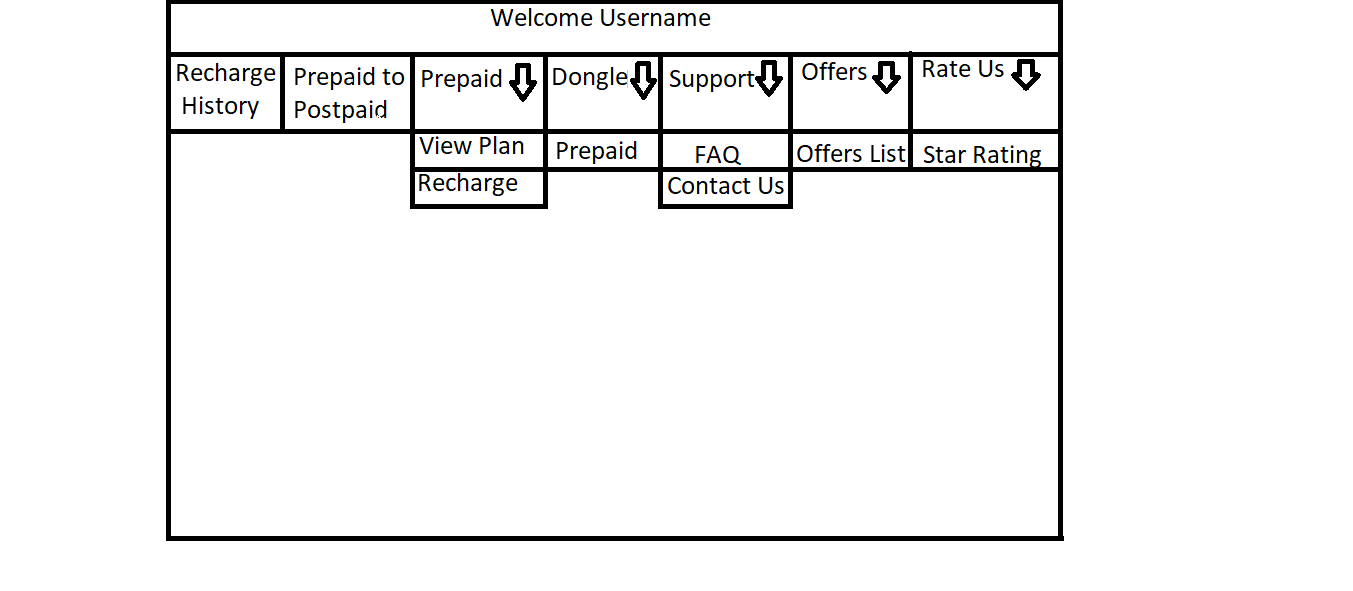 Welcome Username
Recharge
History
Prepaid to
Postpaid
Prepaid
Dongle
Support
Offers
Rate Us
View Plan
Prepaid
FAQ
Offers List
Star Rating
Recharge
Contact Us